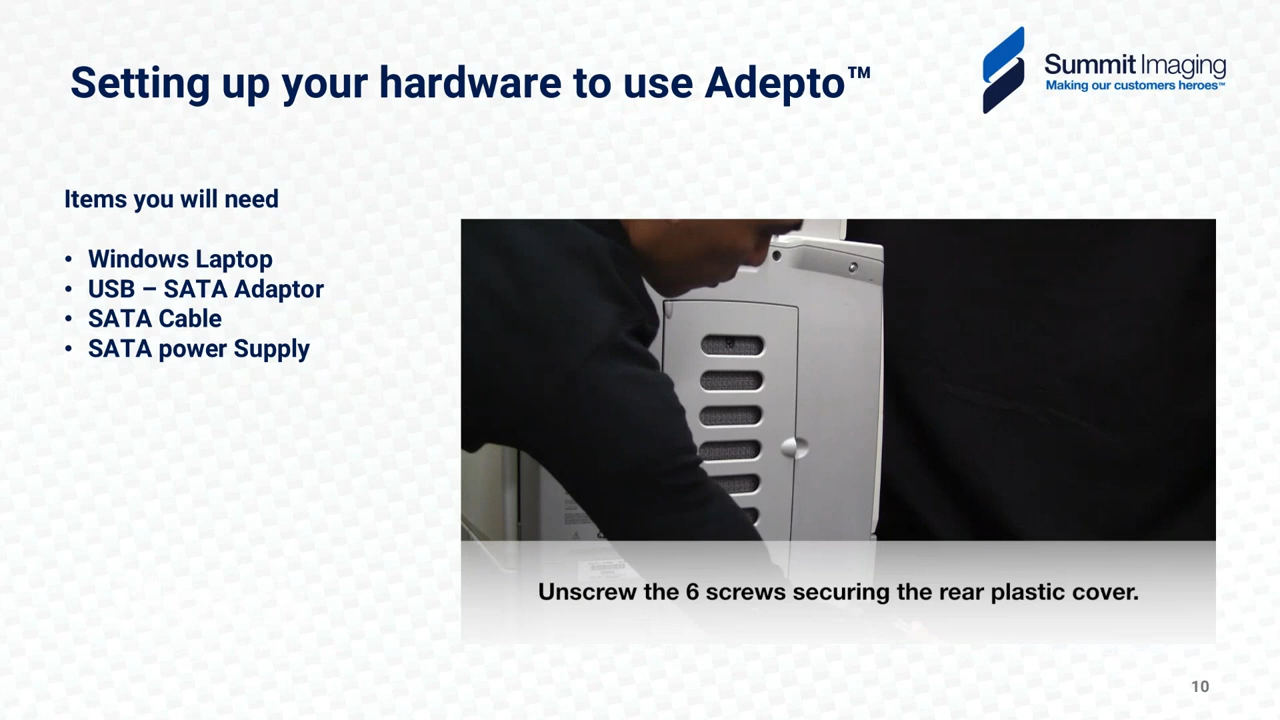 Setting up your hardware to use Adepto™
Summit Imaging
Making our customers heroes™
Items you will need
• Windows Laptop
• USB – SATA Adaptor
• SATA Cable
• SATA power Supply
Unscrew the 6 screws securing the rear plastic cover.
10